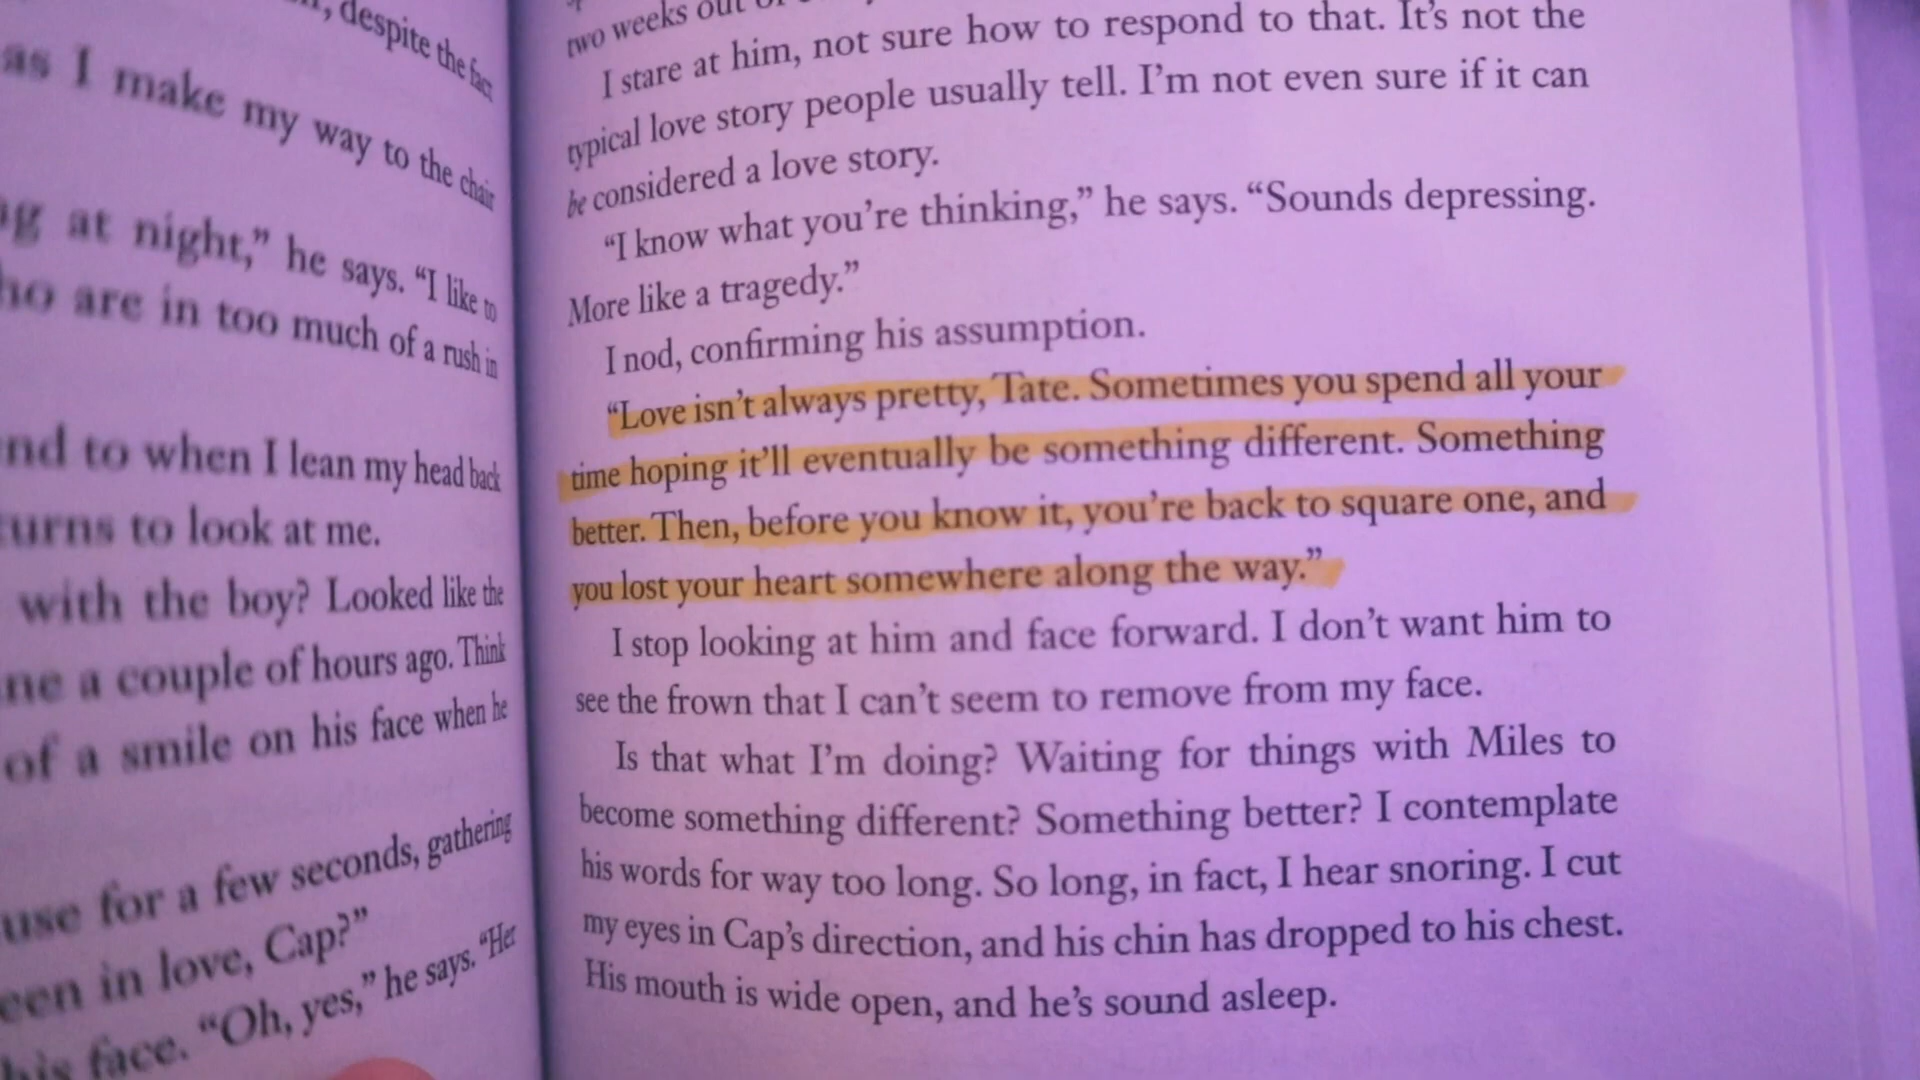 , despite the fact
as I make my way to the chair
at night,” he says. “I like to
are in too much of a rush in
to when I lean my head back
to look at me.
with the boy? Looked like the
a couple of hours ago. Think
of a smile on his face when he
for a few seconds, gathering
in love, Cap?”
his face. “Oh, yes,” he says. “Her
two weeks out of
I stare at him, not sure how to respond to that. It’s not the
typical love story people usually tell. I’m not even sure if it can
be considered a love story.
“I know what you’re thinking,” he says. “Sounds depressing.
More like a tragedy.”
I nod, confirming his assumption.
“Love isn’t always pretty, Tate. Sometimes you spend all your
time hoping it’ll eventually be something different. Something
better. Then, before you know it, you’re back to square one, and
you lost your heart somewhere along the way.”
I stop looking at him and face forward. I don’t want him to
see the frown that I can’t seem to remove from my face.
Is that what I’m doing? Waiting for things with Miles to
become something different? Something better? I contemplate
his words for way too long. So long, in fact, I hear snoring. I cut
my eyes in Cap’s direction, and his chin has dropped to his chest.
His mouth is wide open, and he’s sound asleep.